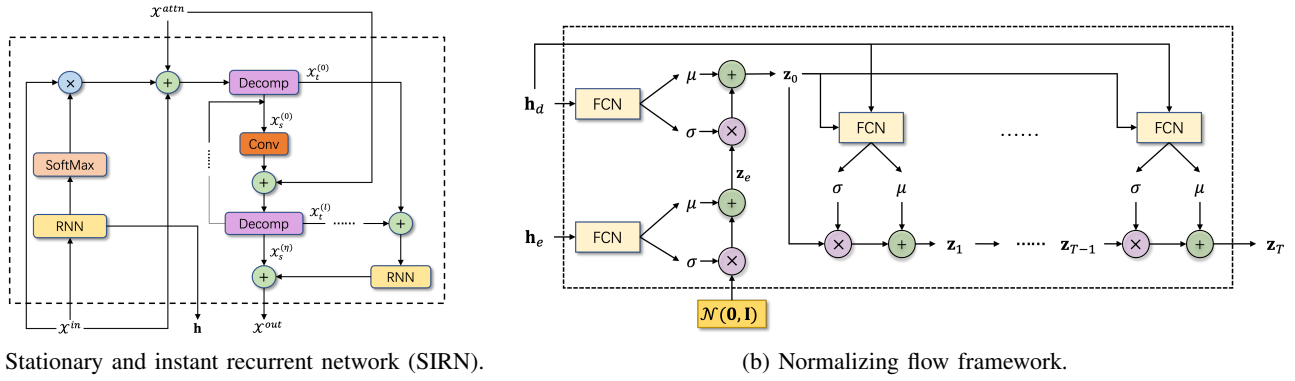 𝒳^{attn}
× + Decomp 𝒳_t^{(0)}
𝒳_s^{(0)}
Conv
SoftMax
+
RNN Decomp 𝒳_t^{(l)} ...... +
𝒳_s^{(η)}
+ RNN
𝒳^{in} h 𝒳^{out}
Stationary and instant recurrent network (SIRN).
h_d FCN μ + z_0
σ ×
FCN ...... FCN
z_e
σ μ σ μ
h_e FCN μ +
σ ×
× + z_1 ...... z_{T−1} × + z_T
𝒩(0, I)
(b) Normalizing flow framework.